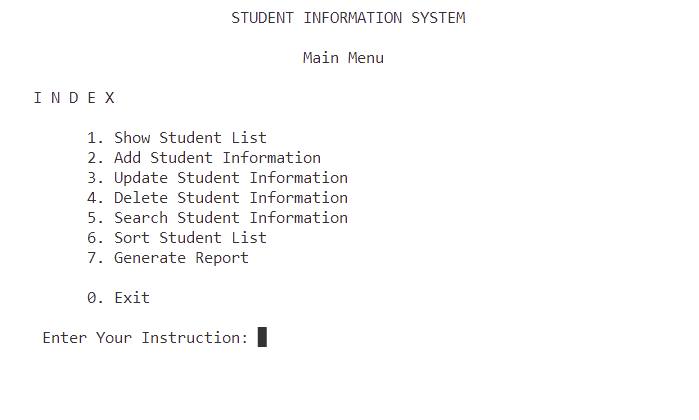 STUDENT INFORMATION SYSTEM
Main Menu
I N D E X
1. Show Student List
2. Add Student Information
3. Update Student Information
4. Delete Student Information
5. Search Student Information
6. Sort Student List
7. Generate Report
0. Exit
Enter Your Instruction: